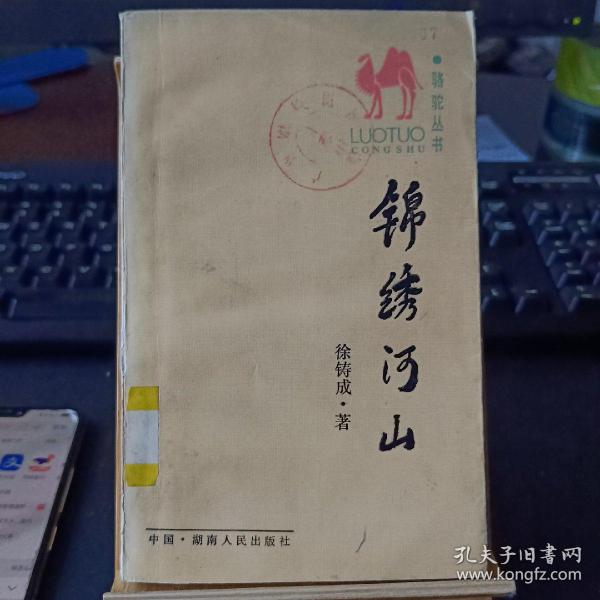 97
骆驼丛书
LUOTUO
CONGSHU
锦绣河山
徐铸成·著
中国·湖南人民出版社
孔夫子旧书网
www.kongfz.com